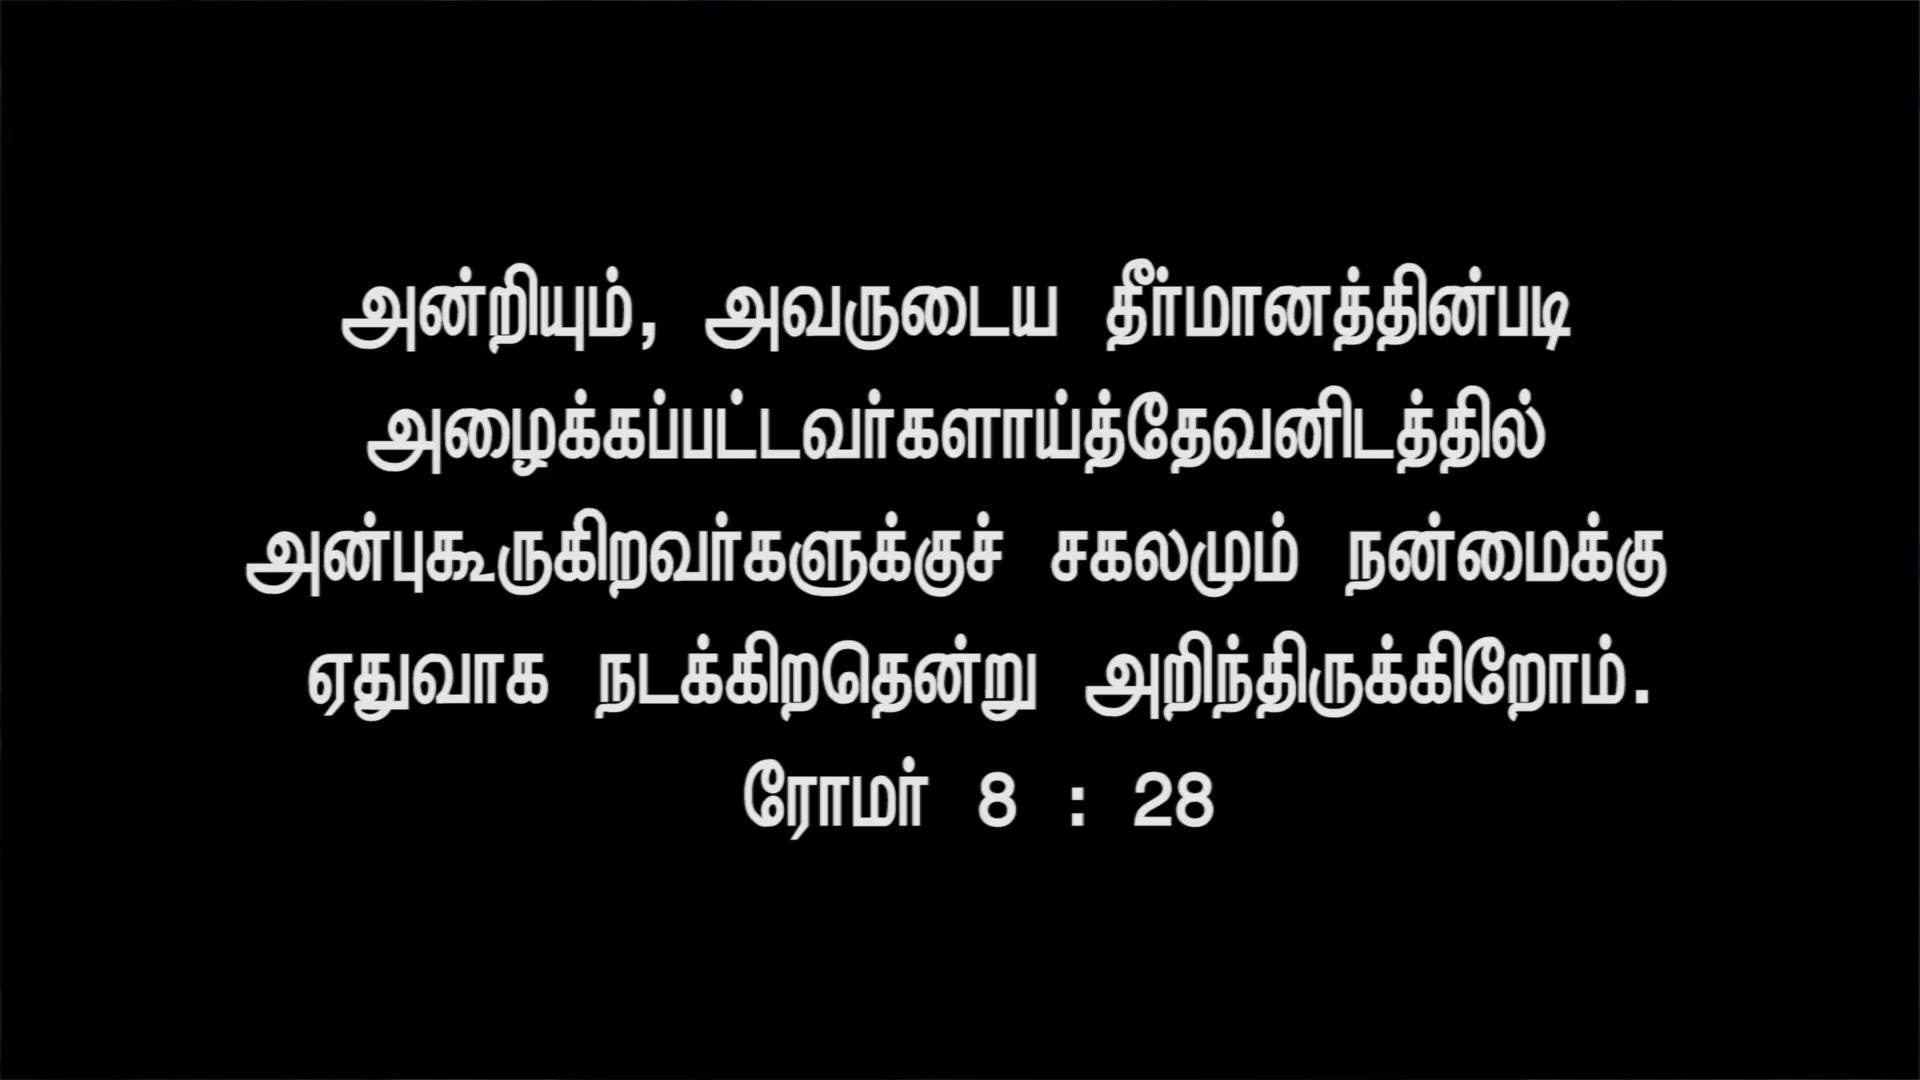 அன்றியும், அவருடைய தீர்மானத்தின்படி
அழைக்கப்பட்டவர்களாய்த்தேவனிடத்தில்
அன்புகூருகிறவர்களுக்குச் சகலமும் நன்மைக்கு
ஏதுவாக நடக்கிறதென்று அறிந்திருக்கிறோம்.
ரோமர் 8 : 28